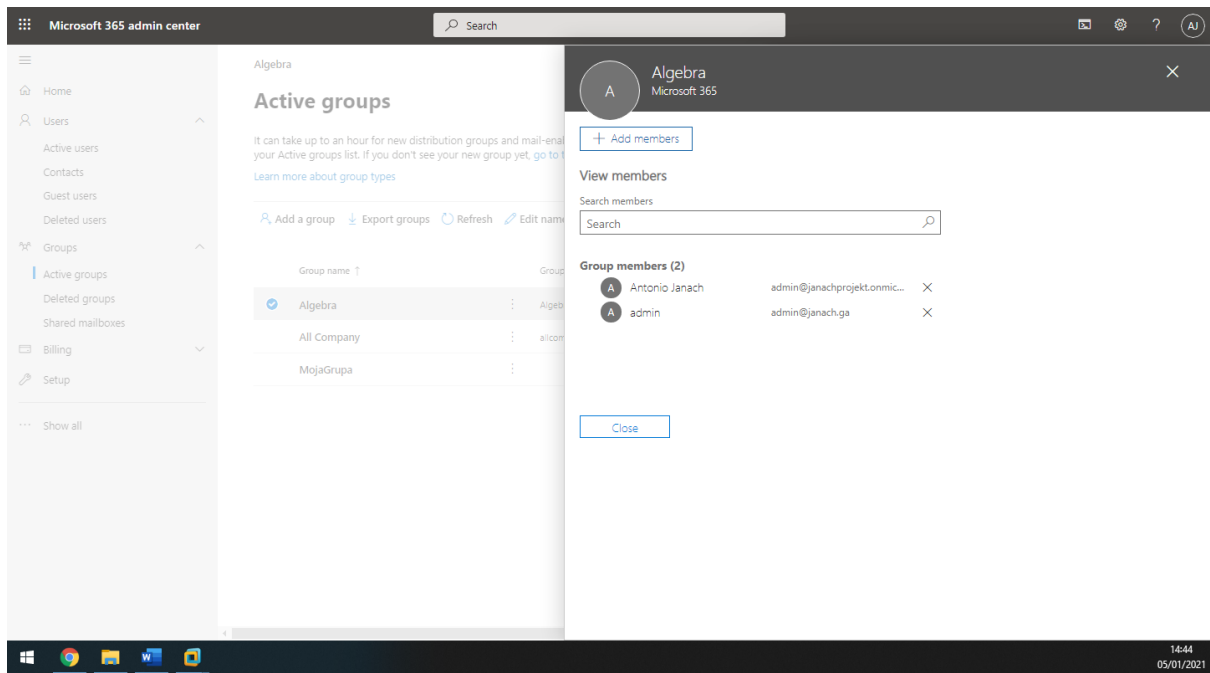 Microsoft 365 admin center
Search
AJ
Home
Users
Active users
Contacts
Guest users
Deleted users
Groups
Active groups
Deleted groups
Shared mailboxes
Billing
Setup
Show all
Algebra
Active groups
It can take up to an hour for new distribution groups and mail-enal
your Active groups list. If you don't see your new group yet, go to t
Learn more about group types
Add a group Export groups Refresh Edit name
Group name ↑ Group
Algebra Algeb
All Company allcom
MojaGrupa
A
Algebra
Microsoft 365
+ Add members
View members
Search members
Search
Group members (2)
A Antonio Janach admin@janachprojekt.onmic...
A admin admin@janach.ga
Close
14:44
05/01/2021